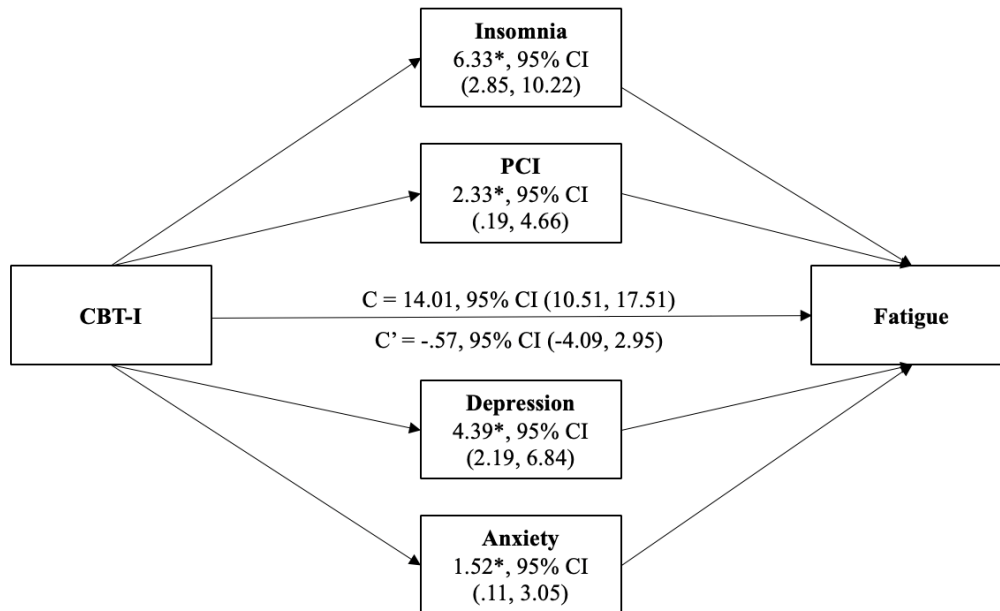 Insomnia
6.33*, 95% CI
(2.85, 10.22)
PCI
2.33*, 95% CI
(.19, 4.66)
CBT-I
C = 14.01, 95% CI (10.51, 17.51)
C’ = -.57, 95% CI (-4.09, 2.95)
Fatigue
Depression
4.39*, 95% CI
(2.19, 6.84)
Anxiety
1.52*, 95% CI
(.11, 3.05)